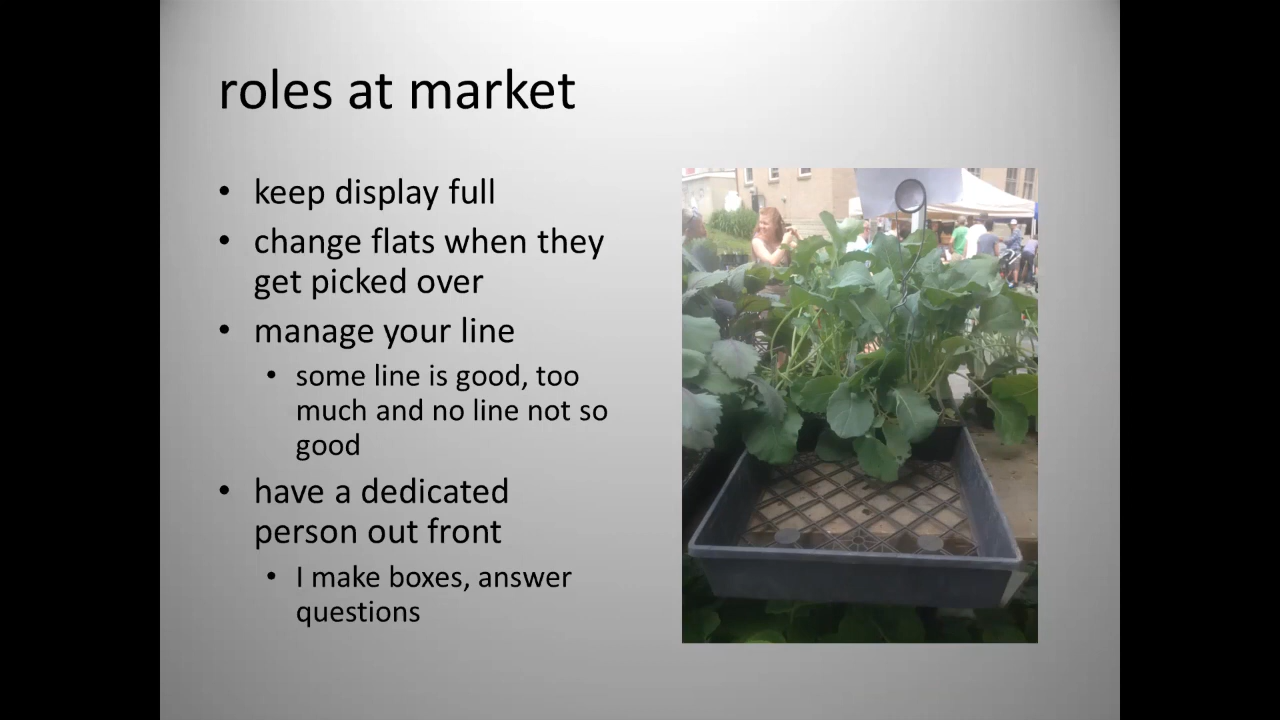 roles at market
• keep display full
• change flats when they
get picked over
• manage your line
• some line is good, too
much and no line not so
good
• have a dedicated
person out front
• I make boxes, answer
questions